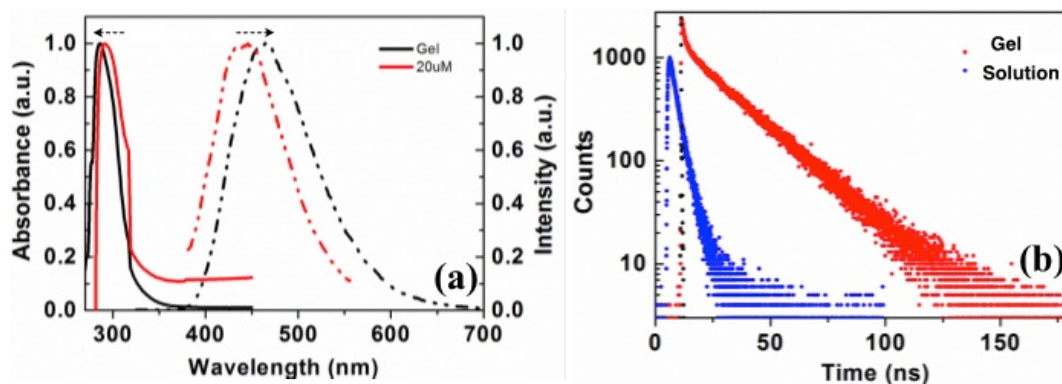 1.0
0.8
0.6
0.4
0.2
0.0
Absorbance (a.u.)
300 400 500 600 700
Wavelength (nm)
1.0
0.8
0.6
0.4
0.2
0.0
Intensity (a.u.)
Gel
20uM
(a)
1000
100
10
Counts
0 50 100 150
Time (ns)
Gel
Solution
(b)